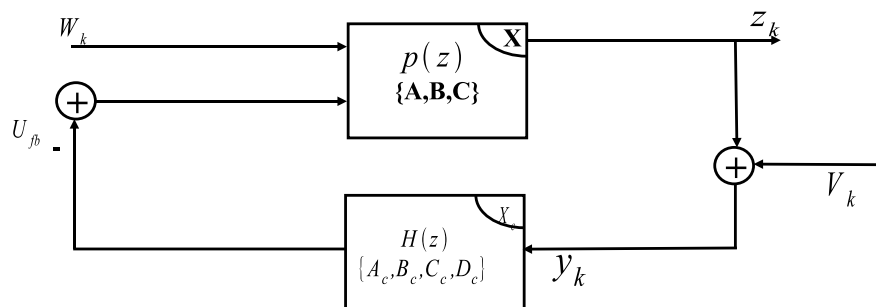 W_k
z_k
X
p(z)
{A,B,C}
+
U_fb
-
+
V_k
X_c
H(z)
{A_c,B_c,C_c,D_c}
y_k